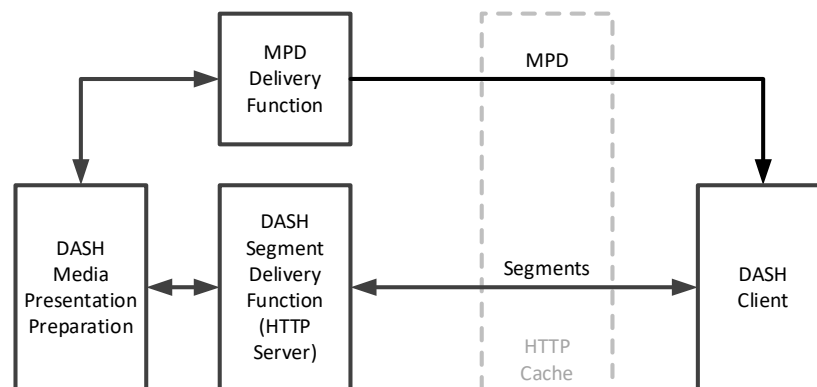 MPD
Delivery
Function
MPD
DASH
Media
Presentation
Preparation
DASH
Segment
Delivery
Function
(HTTP
Server)
Segments
DASH
Client
HTTP
Cache